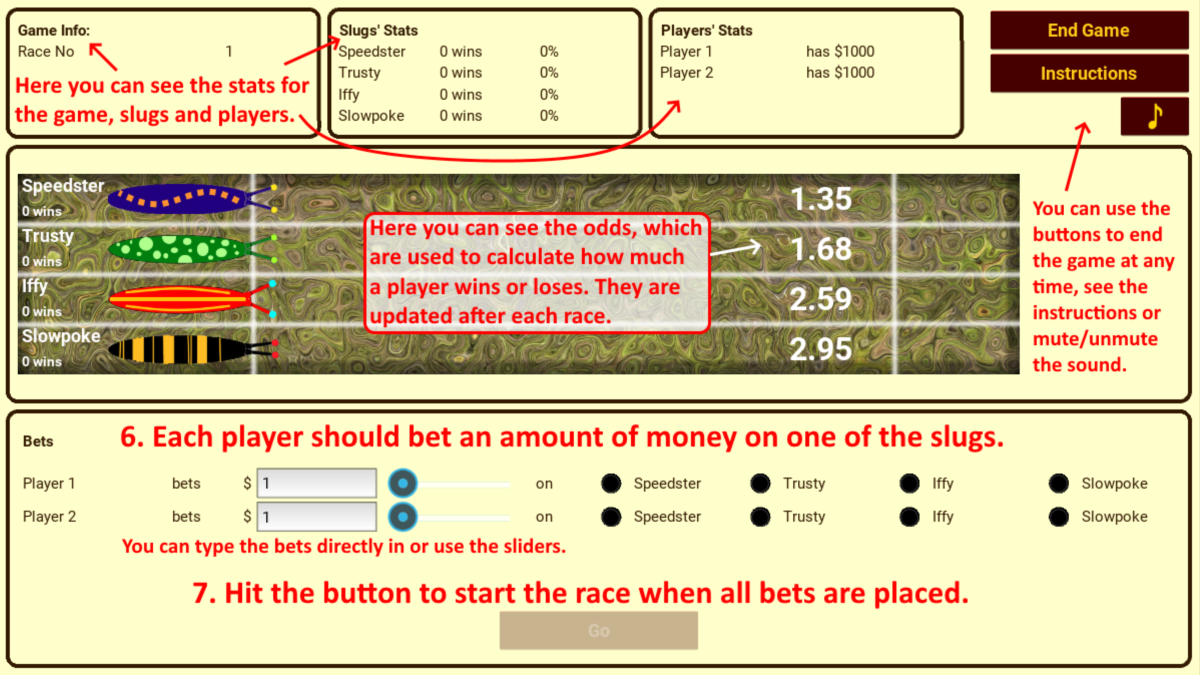 Game Info:
Race No 1
Here you can see the stats for
the game, slugs and players.
Slugs' Stats
Speedster 0 wins 0%
Trusty 0 wins 0%
Iffy 0 wins 0%
Slowpoke 0 wins 0%
Players' Stats
Player 1 has $1000
Player 2 has $1000
End Game
Instructions
Speedster
0 wins
1.35
Trusty
0 wins
1.68
Iffy
0 wins
2.59
Slowpoke
0 wins
2.95
Here you can see the odds, which
are used to calculate how much
a player wins or loses. They are
updated after each race.
You can use the
buttons to end
the game at any
time, see the
instructions or
mute/unmute
the sound.
Bets
6. Each player should bet an amount of money on one of the slugs.
Player 1 bets $ 1 on Speedster Trusty Iffy Slowpoke
Player 2 bets $ 1 on Speedster Trusty Iffy Slowpoke
You can type the bets directly in or use the sliders.
7. Hit the button to start the race when all bets are placed.
Go